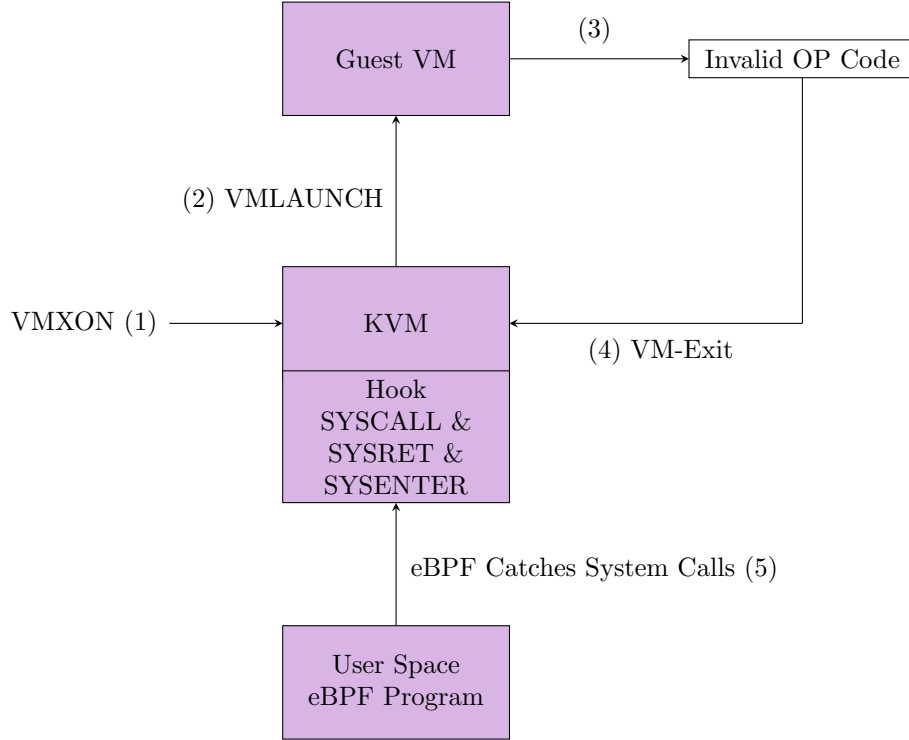 Guest VM
(3)
Invalid OP Code
(2) VMLAUNCH
VMXON (1)
KVM
(4) VM-Exit
Hook
SYSCALL &
SYSRET &
SYSENTER
eBPF Catches System Calls (5)
User Space
eBPF Program